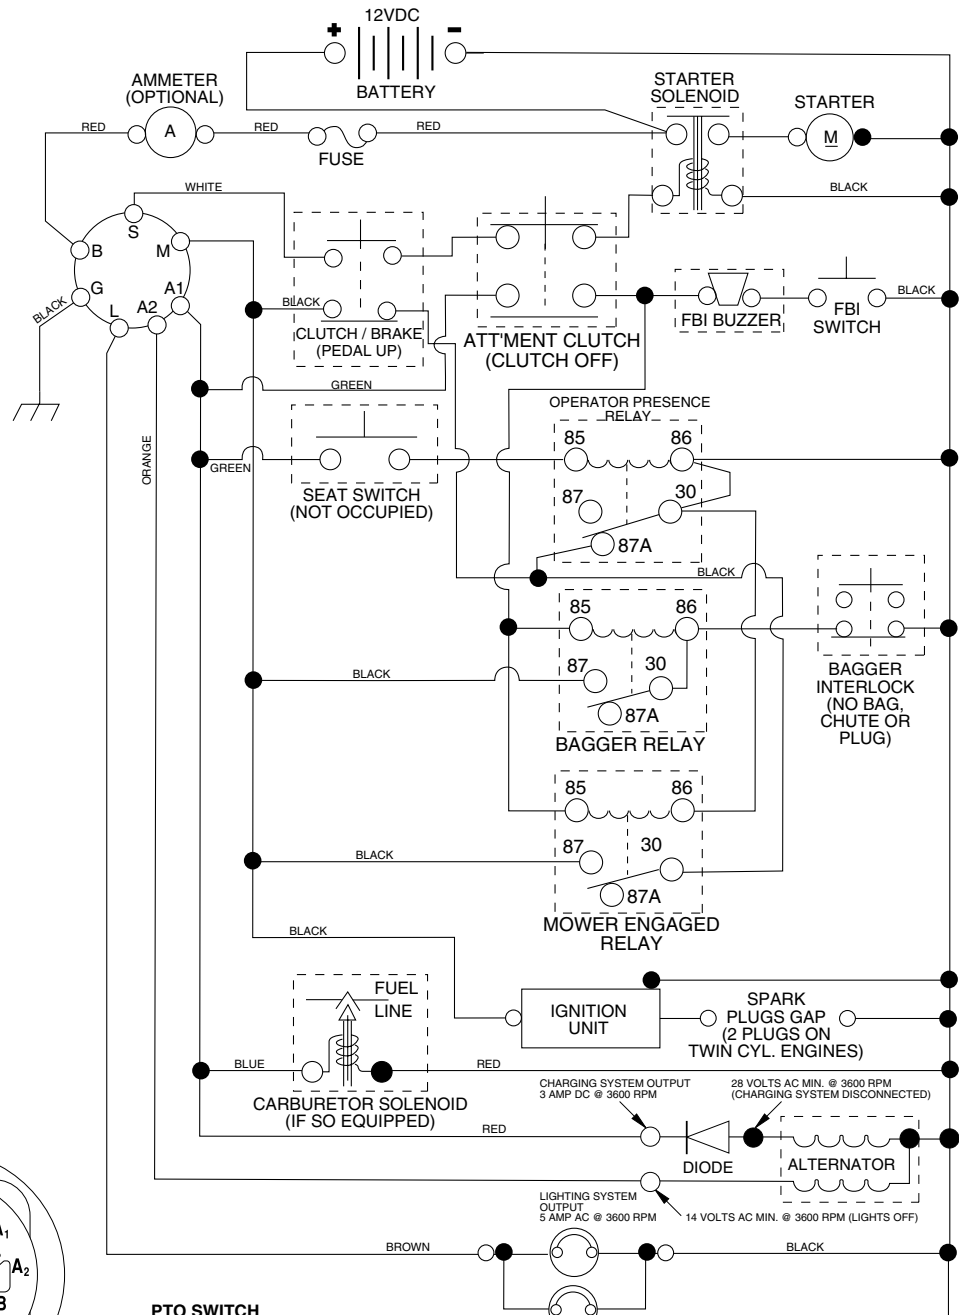 12VDC
+
-
BATTERY
AMMETER
(OPTIONAL)
STARTER
SOLENOID
STARTER
RED
A
RED
RED
FUSE
M
WHITE
BLACK
S
B
M
G
A1
L
A2
BLACK
BLACK
CLUTCH / BRAKE
(PEDAL UP)
ATT'MENT CLUTCH
(CLUTCH OFF)
FBI BUZZER
FBI
SWITCH
BLACK
GREEN
OPERATOR PRESENCE
RELAY
ORANGE
GREEN
85
86
SEAT SWITCH
(NOT OCCUPIED)
87
30
87A
BLACK
85
86
BLACK
87
30
87A
BAGGER RELAY
BAGGER
INTERLOCK
(NO BAG,
CHUTE OR
PLUG)
85
86
BLACK
87
30
87A
MOWER ENGAGED
RELAY
BLACK
FUEL
LINE
IGNITION
UNIT
SPARK
PLUGS GAP
(2 PLUGS ON
TWIN CYL. ENGINES)
BLUE
RED
CARBURETOR SOLENOID
(IF SO EQUIPPED)
CHARGING SYSTEM OUTPUT
3 AMP DC @ 3600 RPM
28 VOLTS AC MIN. @ 3600 RPM
(CHARGING SYSTEM DISCONNECTED)
RED
DIODE
ALTERNATOR
LIGHTING SYSTEM
OUTPUT
5 AMP AC @ 3600 RPM
14 VOLTS AC MIN. @ 3600 RPM (LIGHTS OFF)
BROWN
BLACK
A1
A2
B
PTO SWITCH